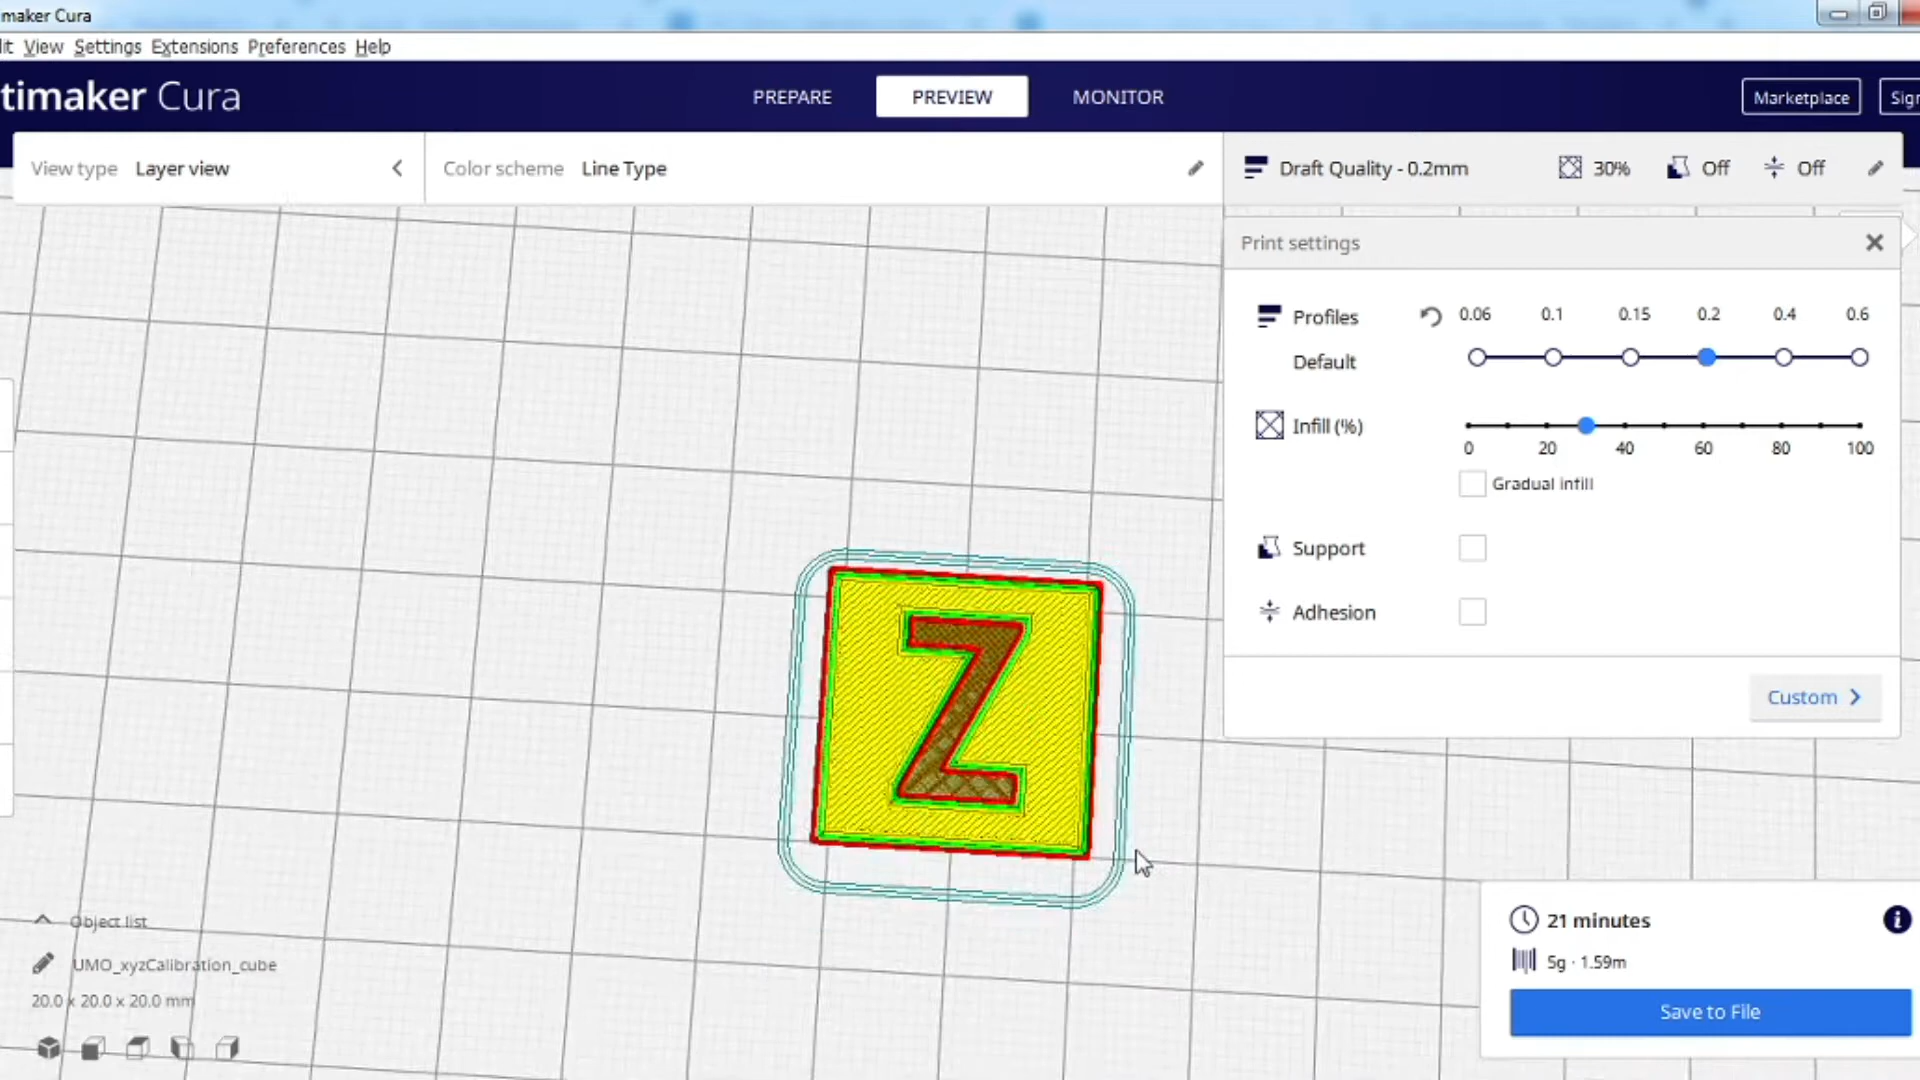 maker Cura
it View Settings Extensions Preferences Help
timaker Cura
PREPARE PREVIEW MONITOR
Marketplace Sign
View type Layer view
Color scheme Line Type
Draft Quality - 0.2mm 30% Off Off
Print settings
Profiles 0.06 0.1 0.15 0.2 0.4 0.6
Default
Infill (%)
0 20 40 60 80 100
Gradual infill
Support
Adhesion
Custom
Z
Object list
UMO_xyzCalibration_cube
20.0 x 20.0 x 20.0 mm
21 minutes
5g · 1.59m
Save to File